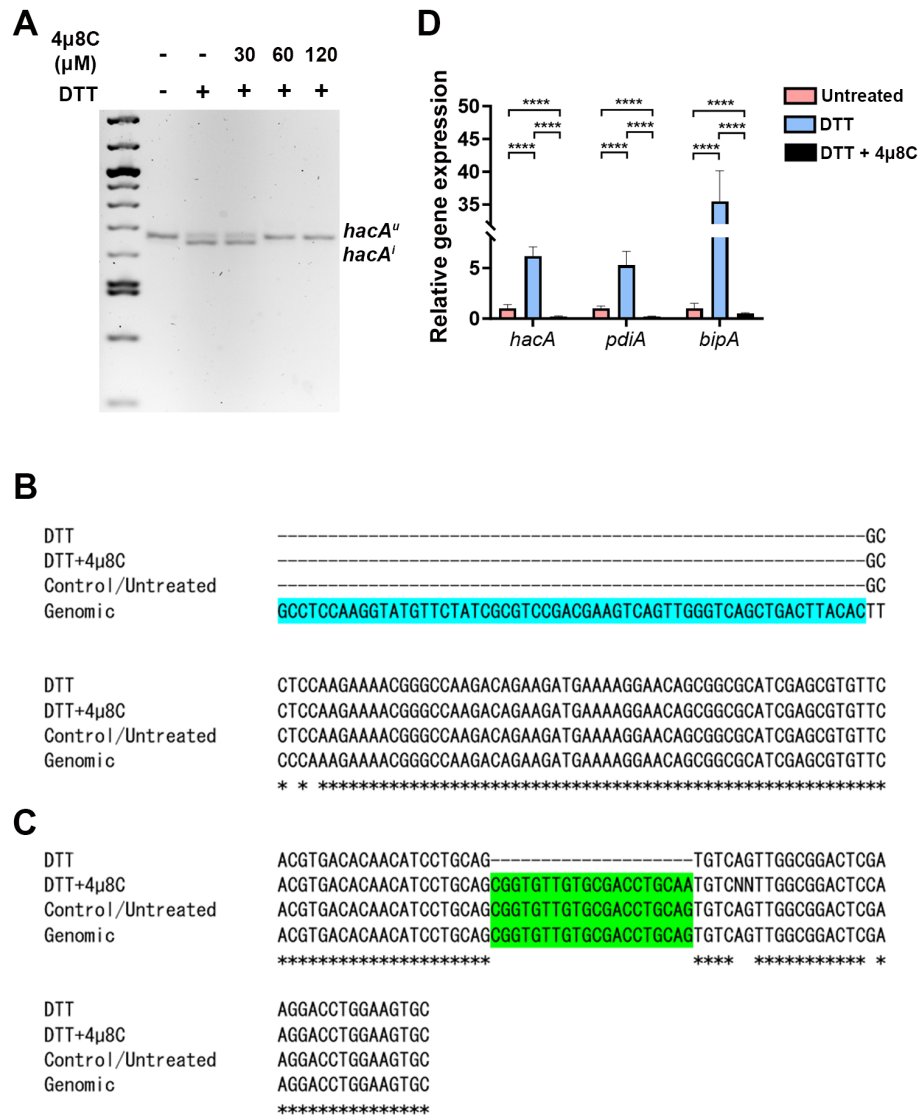 A
4µ8C
(µM)
- - 30 60 120
DTT - + + + +
hacAᵘ
hacAⁱ
D
Relative gene expression
50
45
40
35
5
0
**** **** ****
**** **** ****
**** **** ****
hacA pdiA bipA
Untreated
DTT
DTT + 4µ8C
B
DTT ----------------------------------------------------------GC
DTT+4µ8C ----------------------------------------------------------GC
Control/Untreated ----------------------------------------------------------GC
Genomic GCCTCCAAGGTATGTTCTATCGCGTCCGACGAAGTCAGTTGGGTCAGCTGACTTACACTT
DTT CTCCAAGAAAACGGGCCAAGACAGAAGATGAAAAGGAACAGCGGCGCATCGAGCGTGTTC
DTT+4µ8C CTCCAAGAAAACGGGCCAAGACAGAAGATGAAAAGGAACAGCGGCGCATCGAGCGTGTTC
Control/Untreated CTCCAAGAAAACGGGCCAAGACAGAAGATGAAAAGGAACAGCGGCGCATCGAGCGTGTTC
Genomic CCCAAAGAAAACGGGCCAAGACAGAAGATGAAAAGGAACAGCGGCGCATCGAGCGTGTTC
* * ********************************************************
C
DTT ACGTGACACAACATCCTGCAG--------------------TGTCAGTTGGCGGACTCGA
DTT+4µ8C ACGTGACACAACATCCTGCAGCGGTGTTGTGCGACCTGCAATGTCNNTTGGCGGACTCCA
Control/Untreated ACGTGACACAACATCCTGCAGCGGTGTTGTGCGACCTGCAGTGTCAGTTGGCGGACTCGA
Genomic ACGTGACACAACATCCTGCAGCGGTGTTGTGCGACCTGCAGTGTCAGTTGGCGGACTCGA
********************* **** *********** *
DTT AGGACCTGGAAGTGC
DTT+4µ8C AGGACCTGGAAGTGC
Control/Untreated AGGACCTGGAAGTGC
Genomic AGGACCTGGAAGTGC
***************